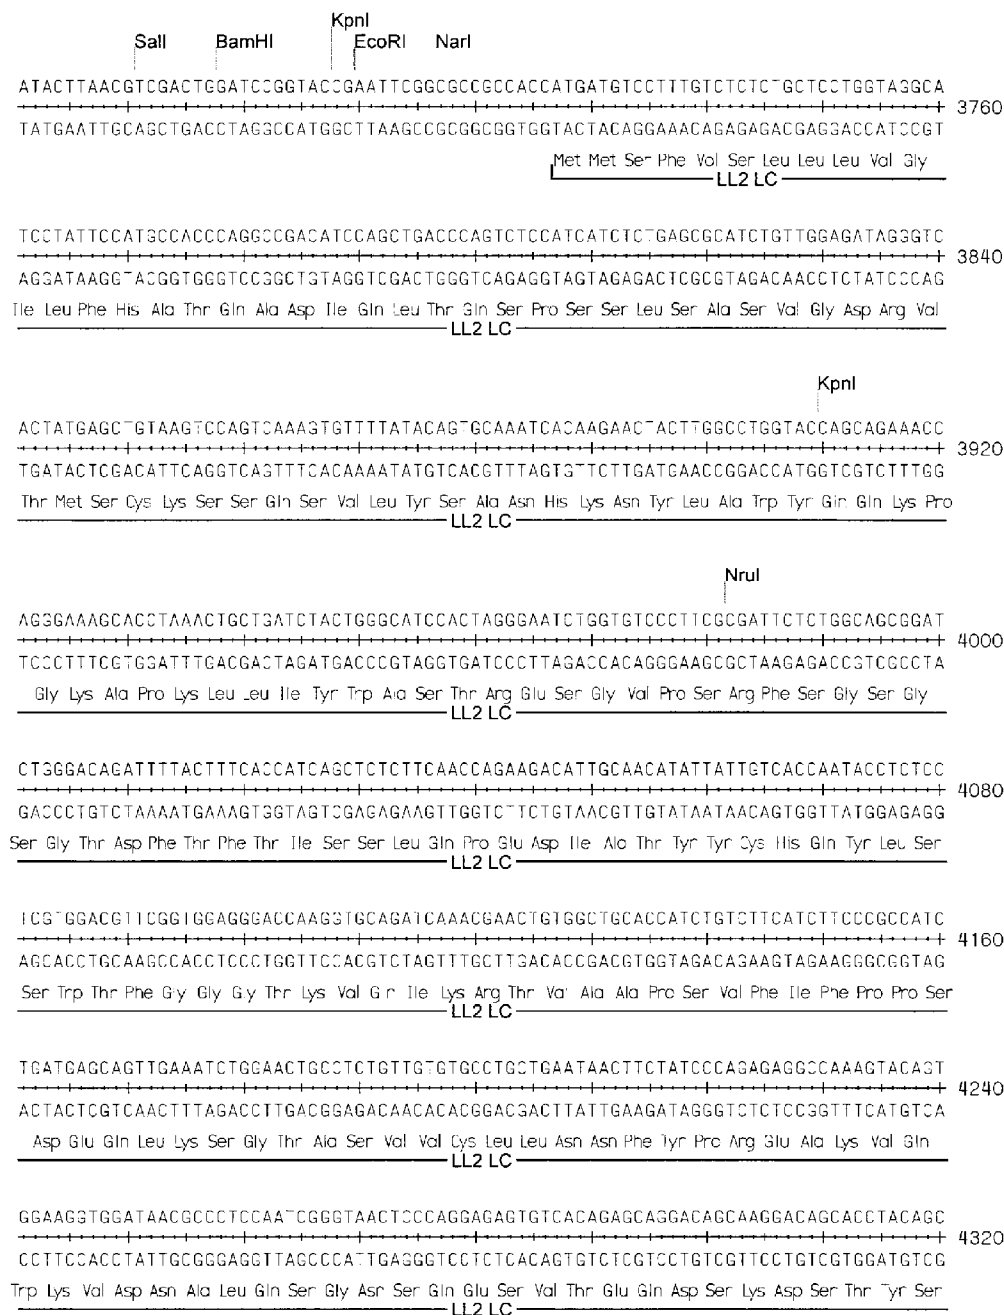 KpnI
SalI BamHI EcoRI NarI
ATACTTAACGTCGACTGGATCCGGTACCGAATTCGGCGCCGCCACCATGATGTCCTTTGTCTCTCTGCTCCTGGTAGGCA
3760
TATGAATTGCAGCTGACCTAGGCCATGGCTTAAGCCGCGGCGGTGGTACTACAGGAAACAGAGAGACGAGGACCATCCGT
Met Met Ser Phe Val Ser Leu Leu Leu Val Gly
LL2 LC
TCCTATTCCATGCCACCCAGGCCGACATCCAGCTGACCCAGTCTCCATCATCTCTGAGCGCATCTGTTGGAGATAGGGTC
3840
AGGATAAGGTACGGTGGGTCCGGCTGTAGGTCGACTGGGTCAGAGGTAGTAGAGACTCGCGTAGACAACCTCTATCCCAG
Ile Leu Phe His Ala Thr Gln Ala Asp Ile Gln Leu Thr Gln Ser Pro Ser Ser Leu Ser Ala Ser Val Gly Asp Arg Val
LL2 LC
KpnI
ACTATGAGCTGTAAGTCCAGTCAAAGTGTTTTATACAGTGCAAATCACAAGAACTACTTGGCCTGGTACCAGCAGAAACC
3920
TGATACTCGACATTCAGGTCAGTTTCACAAAATATGTCACGTTTAGTGTTCTTGATGAACCGGACCATGGTCGTCTTTGG
Thr Met Ser Cys Lys Ser Ser Gln Ser Val Leu Tyr Ser Ala Asn His Lys Asn Tyr Leu Ala Trp Tyr Gln Gln Lys Pro
LL2 LC
NruI
AGGGAAAGCACCTAAACTGCTGATCTACTGGGCATCCACTAGGGAATCTGGTGTCCCTTCGCGATTCTCTGGCAGCGGAT
4000
TCCCTTTCGTGGATTTGACGACTAGATGACCCGTAGGTGATCCCTTAGACCACAGGGAAGCGCTAAGAGACCGTCGCCTA
Gly Lys Ala Pro Lys Leu Leu Ile Tyr Trp Ala Ser Thr Arg Glu Ser Gly Val Pro Ser Arg Phe Ser Gly Ser Gly
LL2 LC
CTGGGACAGATTTTACTTTCACCATCAGCTCTCTTCAACCAGAAGACATTGCAACATATTATTGTCACCAATACCTCTCC
4080
GACCCTGTCTAAAATGAAAGTGGTAGTCGAGAGAAGTTGGTCTTCTGTAACGTTGTATAATAACAGTGGTTATGGAGAGG
Ser Gly Thr Asp Phe Thr Phe Thr Ile Ser Ser Leu Gln Pro Glu Asp Ile Ala Thr Tyr Tyr Cys His Gln Tyr Leu Ser
LL2 LC
TCGTGGACGTTCGGTGGAGGGACCAAGGTGCAGATCAAACGAACTGTGGCTGCACCATCTGTCTTCATCTTCCCGCCATC
4160
AGCACCTGCAAGCCACCTCCCTGGTTCCACGTCTAGTTTGCTTGACACCGACGTGGTAGACAGAAGTAGAAGGGCGGTAG
Ser Trp Thr Phe Gly Gly Gly Thr Lys Val Gln Ile Lys Arg Thr Val Ala Ala Pro Ser Val Phe Ile Phe Pro Pro Ser
LL2 LC
TGATGAGCAGTTGAAATCTGGAACTGCCTCTGTTGTGTGCCTGCTGAATAACTTCTATCCCAGAGAGGCCAAAGTACAGT
4240
ACTACTCGTCAACTTTAGACCTTGACGGAGACAACACACGGACGACTTATTGAAGATAGGGTCTCTCCGGTTTCATGTCA
Asp Glu Gln Leu Lys Ser Gly Thr Ala Ser Val Val Cys Leu Leu Asn Asn Phe Tyr Pro Arg Glu Ala Lys Val Gln
LL2 LC
GGAAGGTGGATAACGCCCTCCAATCGGGTAACTCCCAGGAGAGTGTCACAGAGCAGGACAGCAAGGACAGCACCTACAGC
4320
CCTTCCACCTATTGCGGGAGGTTAGCCCATTGAGGGTCCTCTCACAGTGTCTCGTCCTGTCGTTCCTGTCGTGGATGTCG
Trp Lys Val Asp Asn Ala Leu Gln Ser Gly Asn Ser Gln Glu Ser Val Thr Glu Gln Asp Ser Lys Asp Ser Thr Tyr Ser
LL2 LC